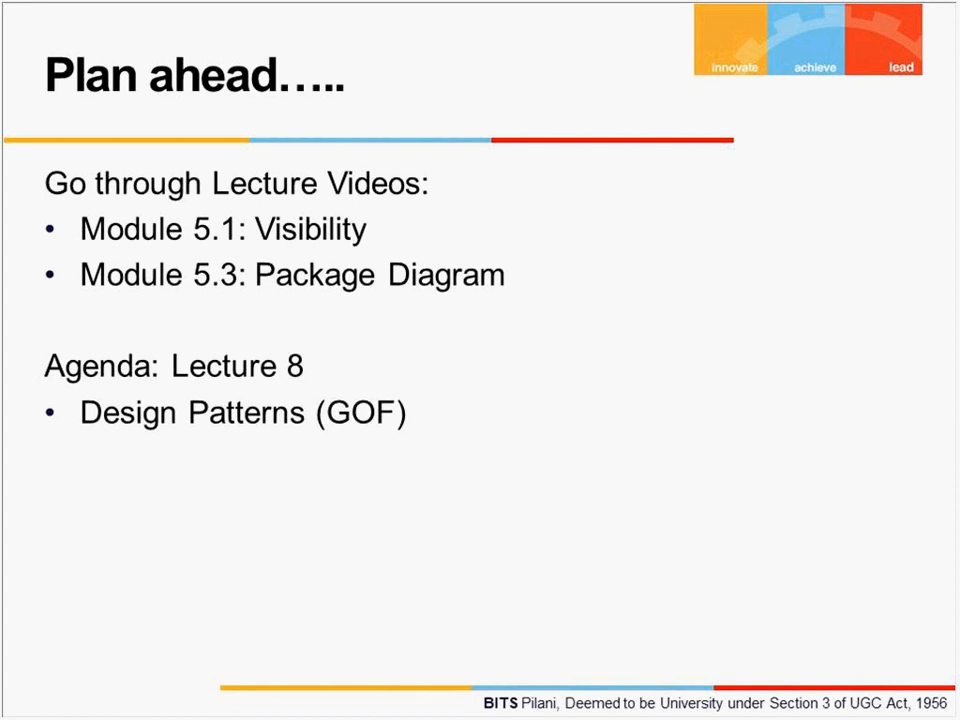 Plan ahead…..
innovate achieve lead
Go through Lecture Videos:
• Module 5.1: Visibility
• Module 5.3: Package Diagram
Agenda: Lecture 8
• Design Patterns (GOF)
BITS Pilani, Deemed to be University under Section 3 of UGC Act, 1956